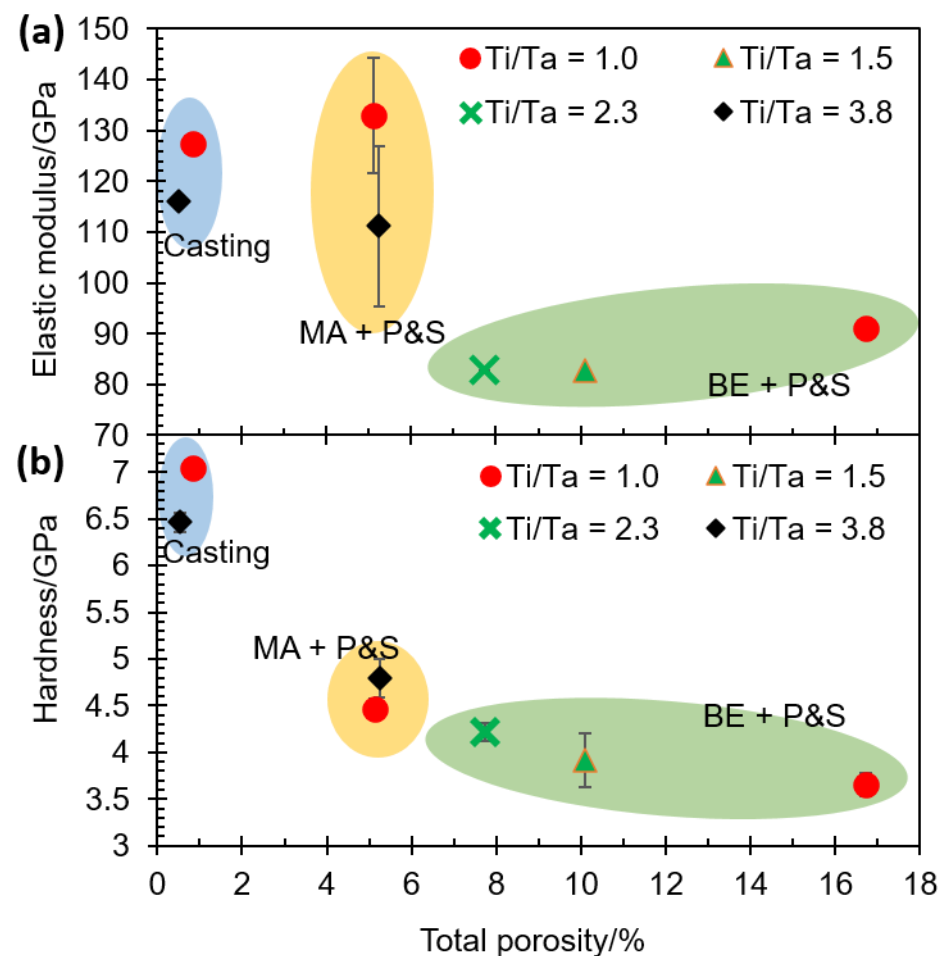 (a)
150
140
130
120
110
100
90
80
70
Elastic modulus/GPa
Ti/Ta = 1.0
Ti/Ta = 1.5
Ti/Ta = 2.3
Ti/Ta = 3.8
Casting
MA + P&S
BE + P&S
(b)
7
6.5
6
5.5
5
4.5
4
3.5
3
Hardness/GPa
Ti/Ta = 1.0
Ti/Ta = 1.5
Ti/Ta = 2.3
Ti/Ta = 3.8
Casting
MA + P&S
BE + P&S
0 2 4 6 8 10 12 14 16 18
Total porosity/%